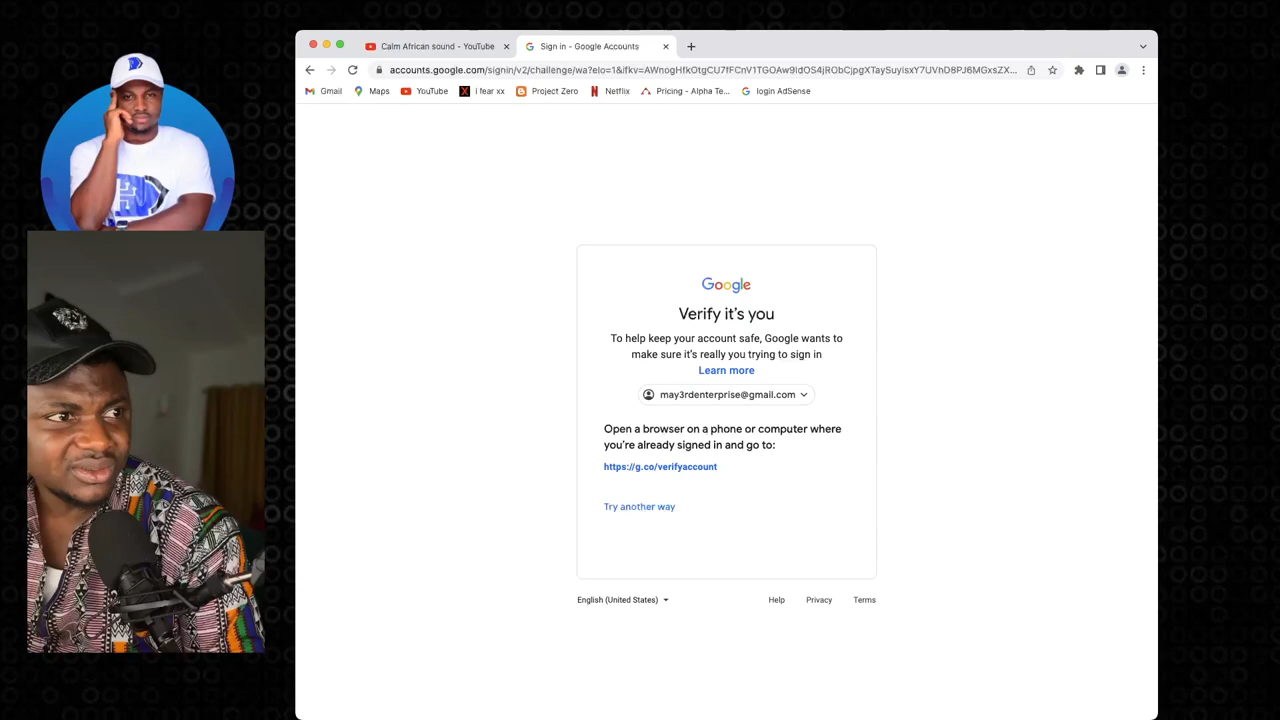 Calm African sound - YouTube
Sign in - Google Accounts
Gmail
Maps
YouTube
I fear xx
Project Zero
Netflix
Pricing - Alpha Te...
login AdSense
Google
Verify it's you
To help keep your account safe, Google wants to
make sure it's really you trying to sign in
Learn more
may3rdenterprise@gmail.com
Open a browser on a phone or computer where
you're already signed in and go to:
https://g.co/verifyaccount
Try another way
English (United States)
Help
Privacy
Terms